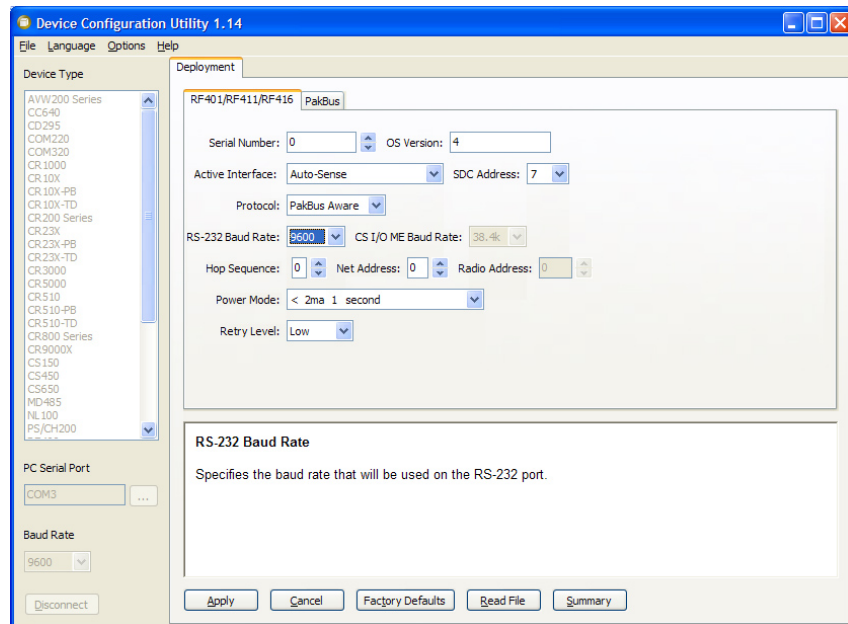 Device Configuration Utility 1.14
File Language Options Help
Device Type
AVW200 Series
CC640
CD295
COM220
COM320
CR1000
CR10X
CR10X-PB
CR10X-TD
CR200 Series
CR23X
CR23X-PB
CR23X-TD
CR3000
CR5000
CR510
CR510-PB
CR510-TD
CR800 Series
CR9000X
CS150
CS450
CS650
MD485
NL100
PS/CH200
PC Serial Port
COM3
...
Baud Rate
9600
Disconnect
Deployment
RF401/RF411/RF416 PakBus
Serial Number: 0 OS Version: 4
Active Interface: Auto-Sense SDC Address: 7
Protocol: PakBus Aware
RS-232 Baud Rate: 9600 CS I/O ME Baud Rate: 38.4k
Hop Sequence: 0 Net Address: 0 Radio Address: 0
Power Mode: < 2ma 1 second
Retry Level: Low
RS-232 Baud Rate
Specifies the baud rate that will be used on the RS-232 port.
Apply Cancel Factory Defaults Read File Summary